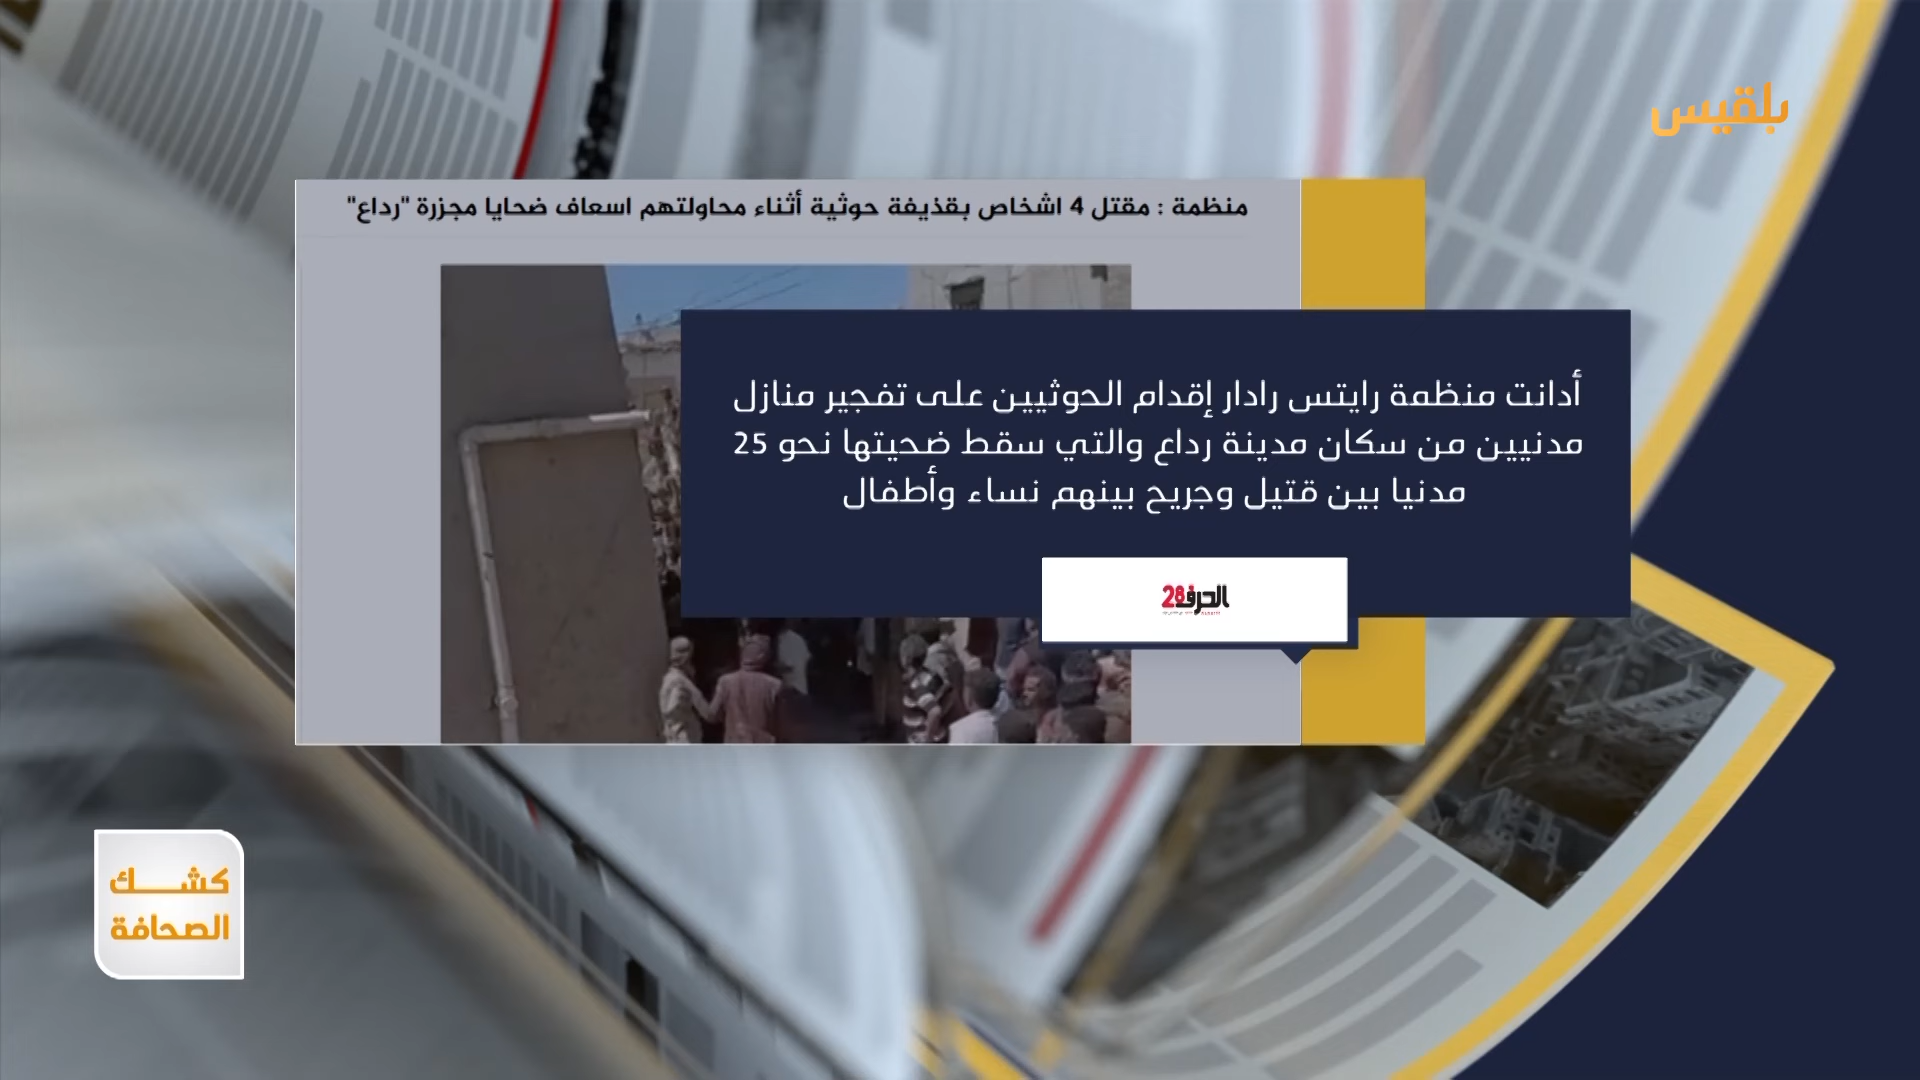 بلقيس
منظمة : مقتل 4 اشخاص بقذيفة حوثية أثناء محاولتهم اسعاف ضحايا مجزرة "رداع"
أدانت منظمة رايتس رادار إقدام الحوثيين على تفجير منازل
مدنيين من سكان مدينة رداع والتي سقط ضحيتها نحو 25
مدنيا بين قتيل وجريح بينهم نساء وأطفال
الحرف28
كشك
الصحافة